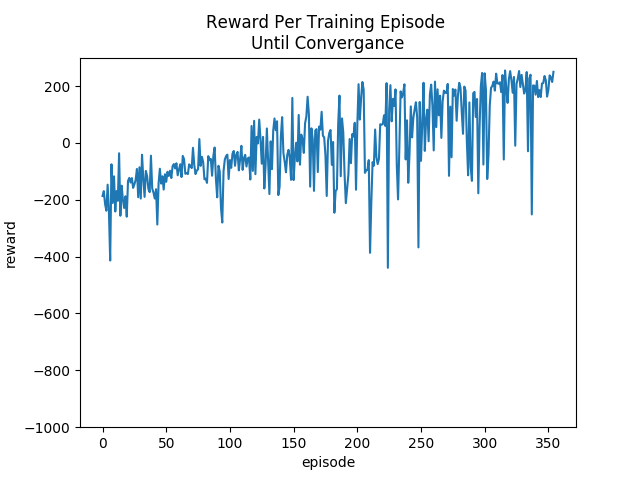 Reward Per Training Episode
Until Convergance
200
0
−200
−400
−600
−800
−1000
reward
0 50 100 150 200 250 300 350
episode